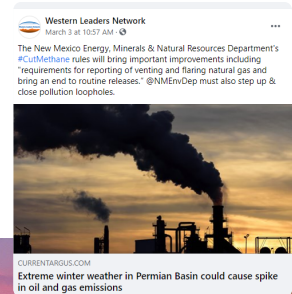 Western Leaders Network
March 3 at 10:57 AM ·
The New Mexico Energy, Minerals & Natural Resources Department's
#CutMethane rules will bring important improvements including
"requirements for reporting of venting and flaring natural gas and
bring an end to routine releases." @NMEnvDep must also step up &
close pollution loopholes.
CURRENTARGUS.COM
Extreme winter weather in Permian Basin could cause spike
in oil and gas emissions